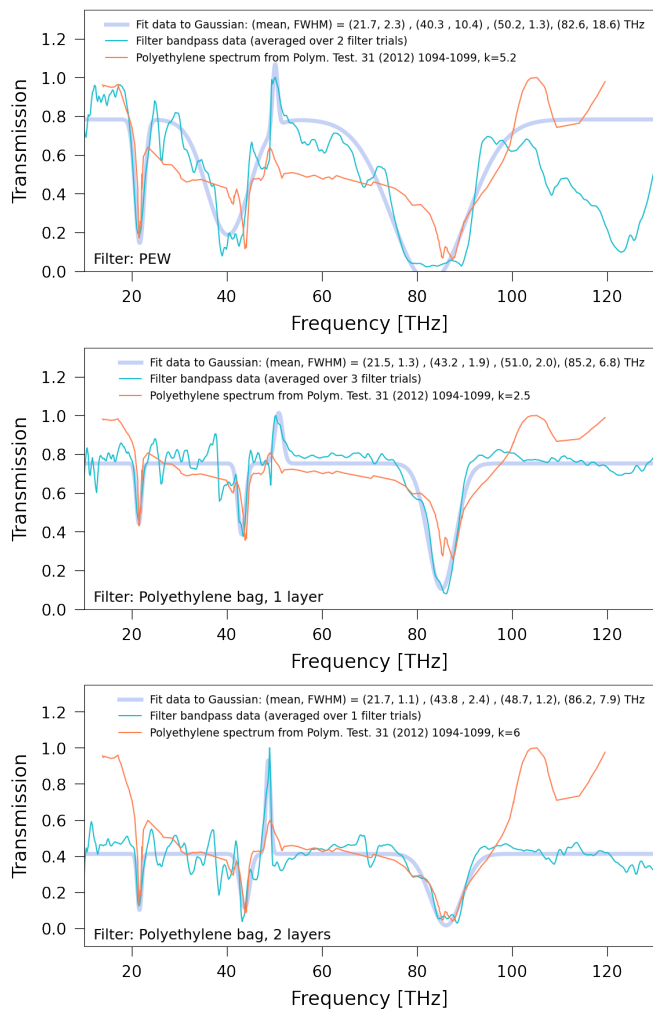 Fit data to Gaussian: (mean, FWHM) = (21.7, 2.3) , (40.3 , 10.4) , (50.2, 1.3), (82.6, 18.6) THz
Filter bandpass data (averaged over 2 filter trials)
Polyethylene spectrum from Polym. Test. 31 (2012) 1094-1099, k=5.2
Transmission
1.2
1.0
0.8
0.6
0.4
0.2
0.0
Filter: PEW
20 40 60 80 100 120
Frequency [THz]
Fit data to Gaussian: (mean, FWHM) = (21.5, 1.3) , (43.2 , 1.9) , (51.0, 2.0), (85.2, 6.8) THz
Filter bandpass data (averaged over 3 filter trials)
Polyethylene spectrum from Polym. Test. 31 (2012) 1094-1099, k=2.5
Transmission
1.2
1.0
0.8
0.6
0.4
0.2
0.0
Filter: Polyethylene bag, 1 layer
20 40 60 80 100 120
Frequency [THz]
Fit data to Gaussian: (mean, FWHM) = (21.7, 1.1) , (43.8 , 2.4) , (48.7, 1.2), (86.2, 7.9) THz
Filter bandpass data (averaged over 1 filter trials)
Polyethylene spectrum from Polym. Test. 31 (2012) 1094-1099, k=6
Transmission
1.2
1.0
0.8
0.6
0.4
0.2
0.0
Filter: Polyethylene bag, 2 layers
20 40 60 80 100 120
Frequency [THz]